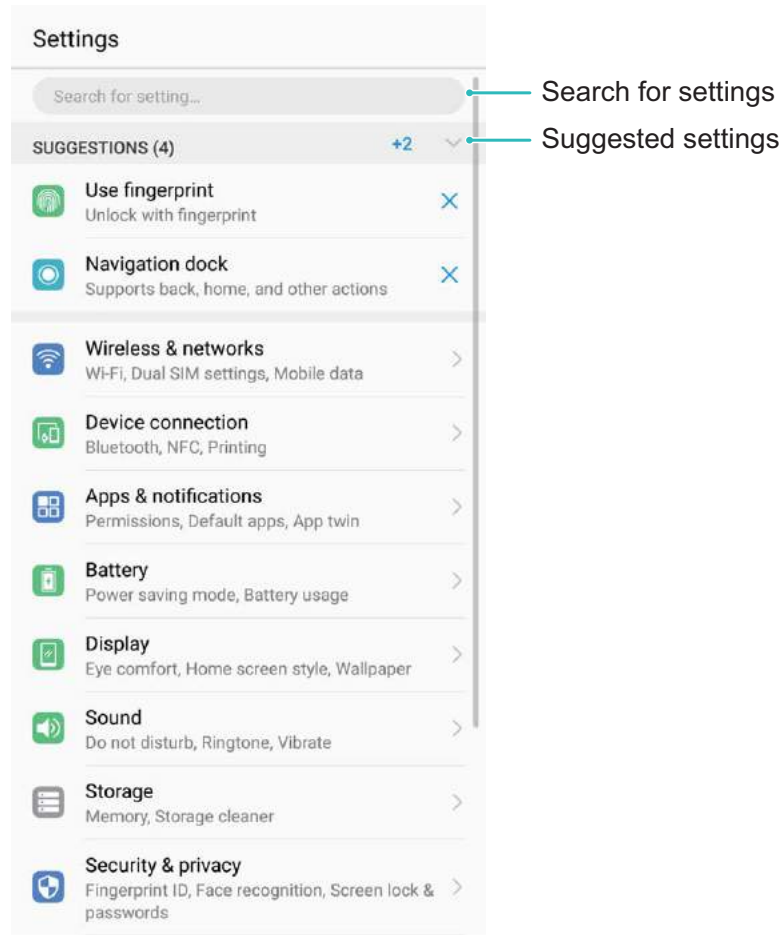 Settings
Search for setting...
Search for settings
SUGGESTIONS (4) +2
Suggested settings
Use fingerprint
Unlock with fingerprint
Navigation dock
Supports back, home, and other actions
Wireless & networks
Wi-Fi, Dual SIM settings, Mobile data
Device connection
Bluetooth, NFC, Printing
Apps & notifications
Permissions, Default apps, App twin
Battery
Power saving mode, Battery usage
Display
Eye comfort, Home screen style, Wallpaper
Sound
Do not disturb, Ringtone, Vibrate
Storage
Memory, Storage cleaner
Security & privacy
Fingerprint ID, Face recognition, Screen lock &
passwords